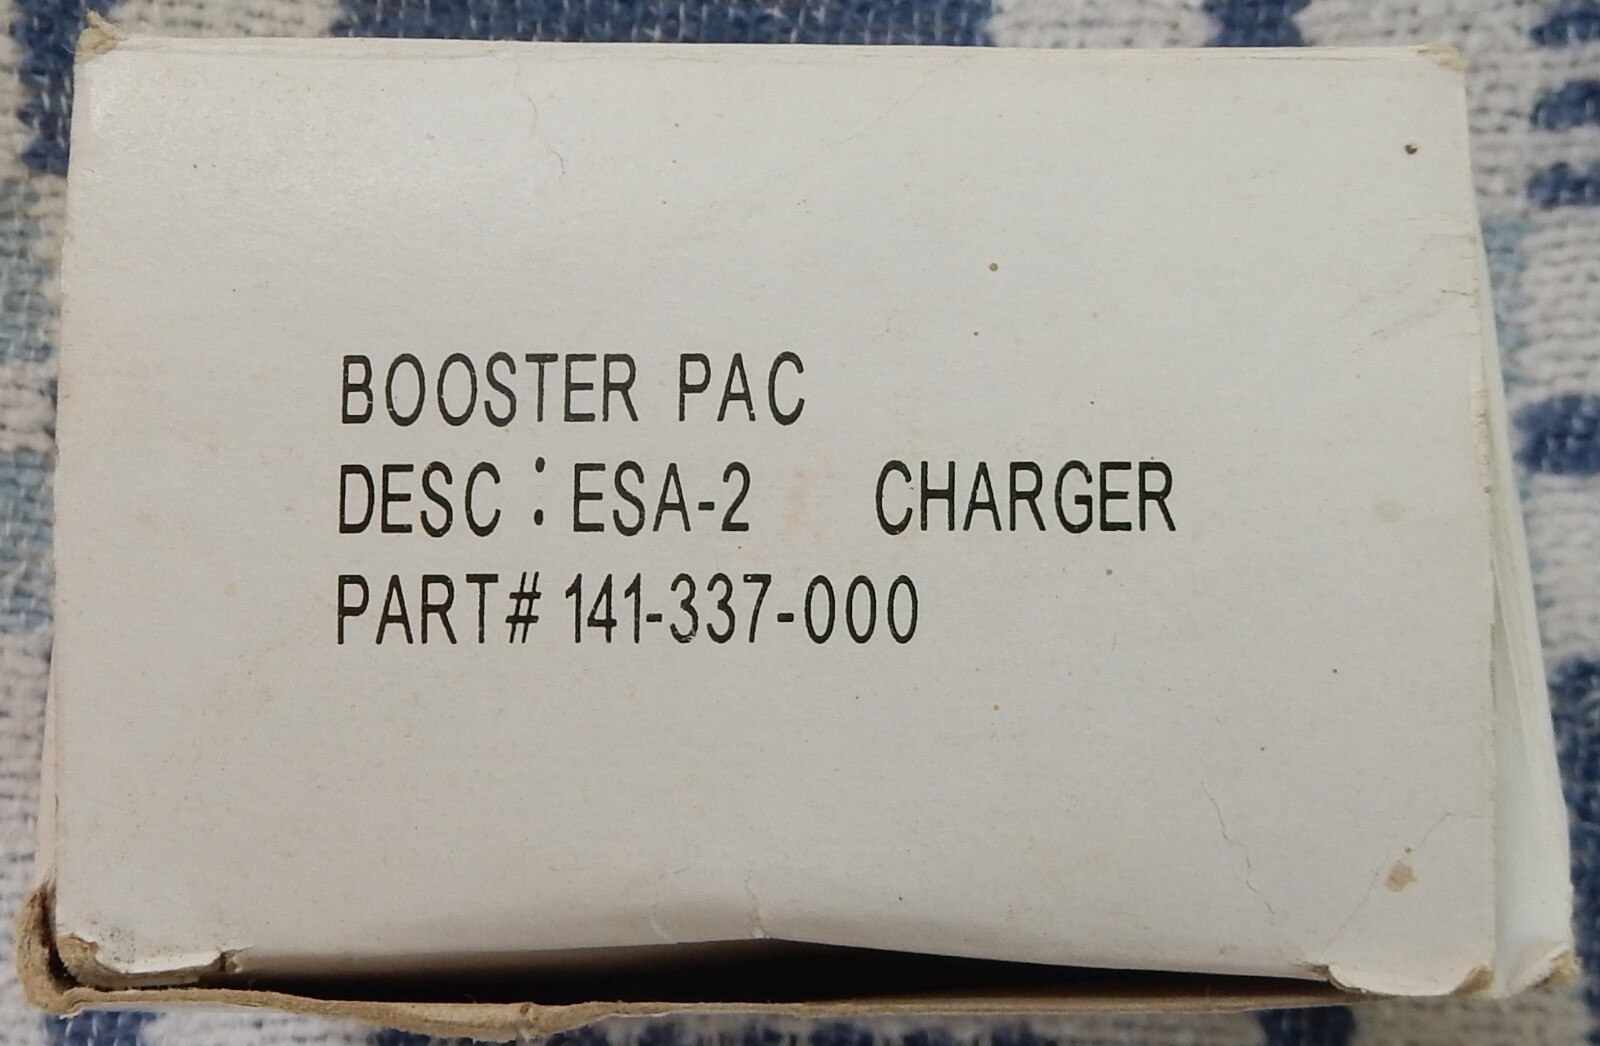 BOOSTER PAC
DESC : ESA-2 CHARGER
PART# 141-337-000